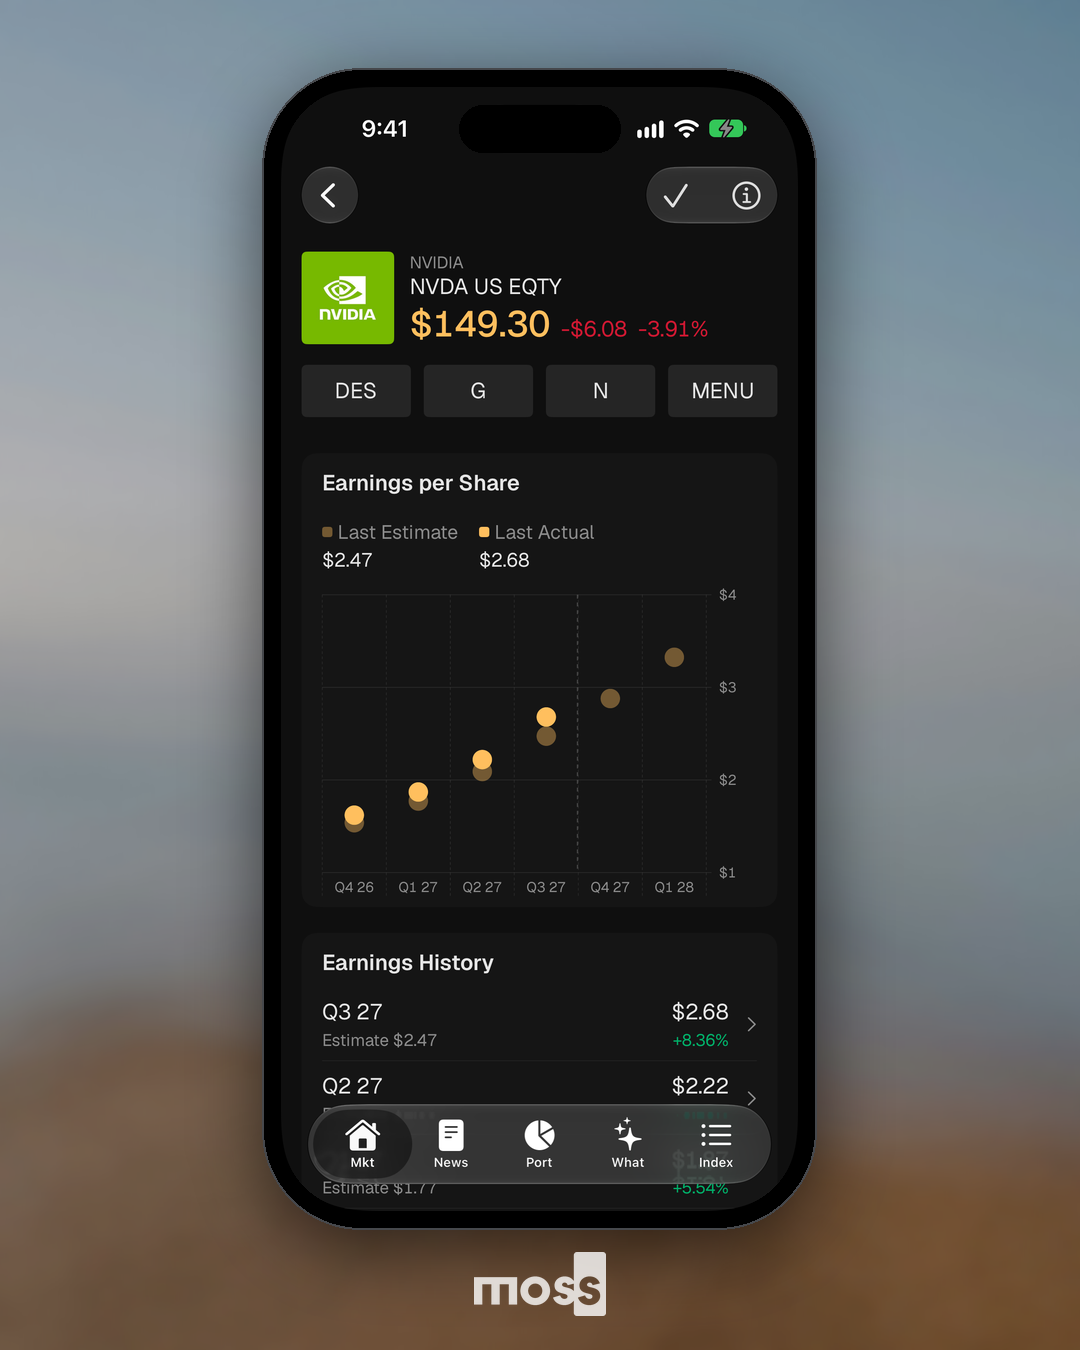 9:41
NVIDIA
NVIDIA
NVDA US EQTY
$149.30 -$6.08 -3.91%
DES G N MENU
Earnings per Share
Last Estimate Last Actual
$2.47 $2.68
$4
$3
$2
$1
Q4 26 Q1 27 Q2 27 Q3 27 Q4 27 Q1 28
Earnings History
Q3 27 $2.68
Estimate $2.47 +8.36%
Q2 27 $2.22
Mkt News Port What Index
Estimate $1.77 +5.54%
moss